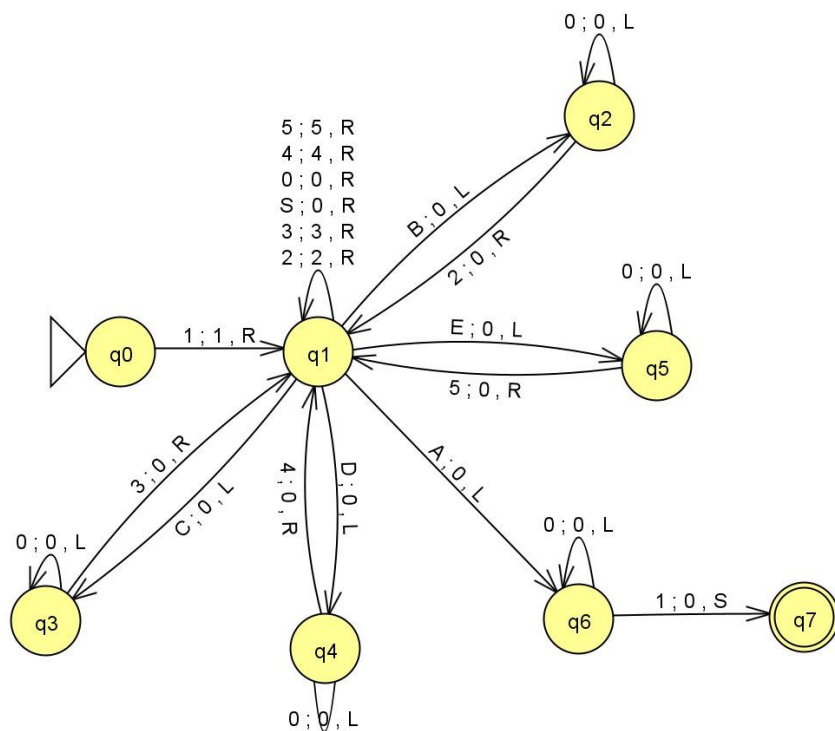 0 ; 0 , L
q2
5 ; 5 , R
4 ; 4 , R
0 ; 0 , R
S ; 0 , R
3 ; 3 , R
2 ; 2 , R
B ; 0 , L
2 ; 0 , R
0 ; 0 , L
q0
1 ; 1 , R
q1
E ; 0 , L
q5
5 ; 0 , R
3 ; 0 , R
C ; 0 , L
4 ; 0 , R
D ; 0 , L
A ; 0 , L
0 ; 0 , L
q3
q4
0 ; 0 , L
0 ; 0 , L
q6
1 ; 0 , S
q7